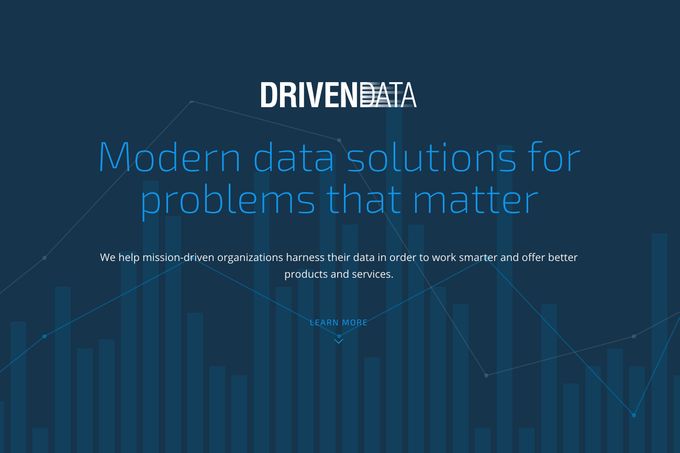 DRIVENDATA
Modern data solutions for
problems that matter
We help mission-driven organizations harness their data in order to work smarter and offer better
products and services.
LEARN MORE